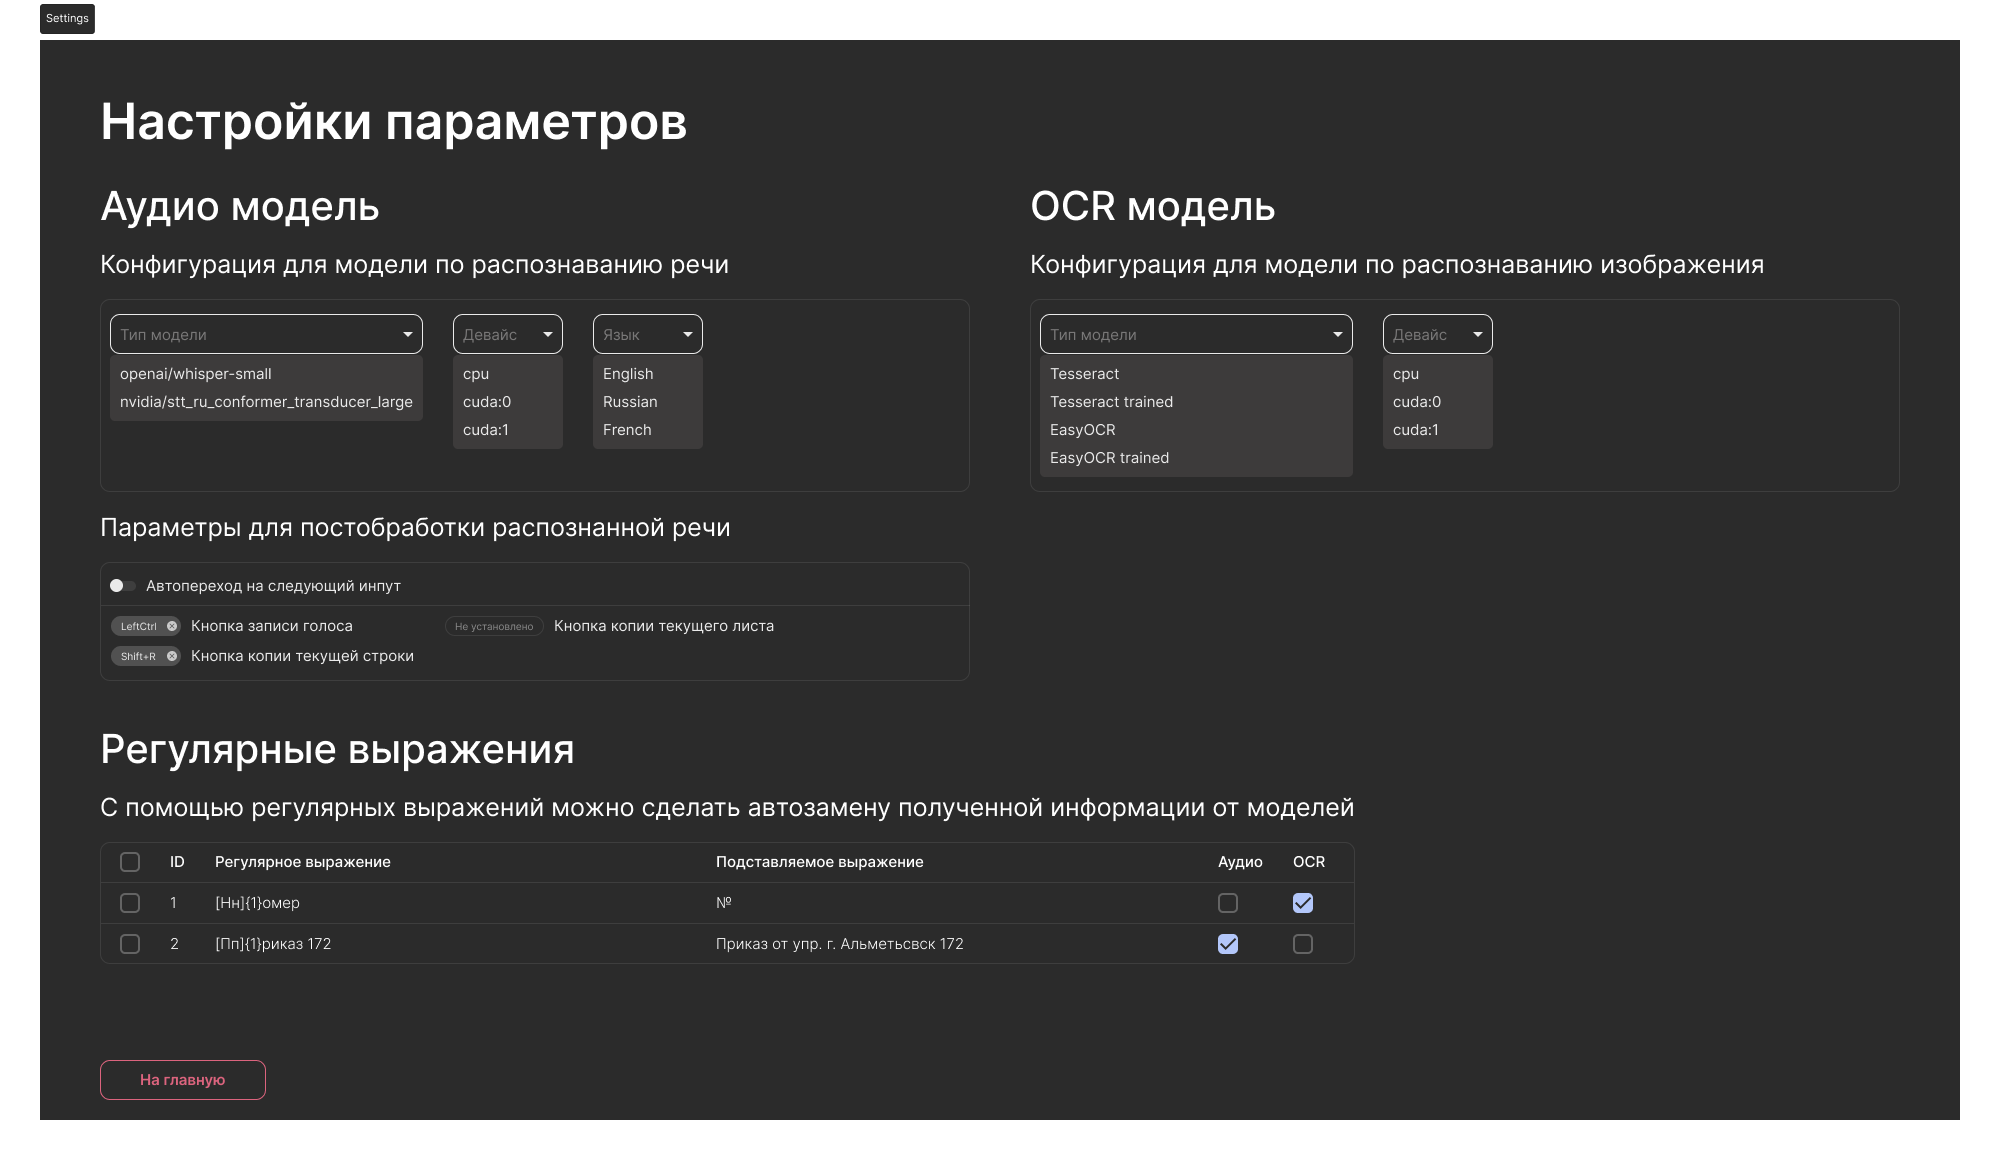 Settings
Настройки параметров
Аудио модель
Конфигурация для модели по распознаванию речи
Тип модели
openai/whisper-small
nvidia/stt_ru_conformer_transducer_large
Девайс
cpu
cuda:0
cuda:1
Язык
English
Russian
French
OCR модель
Конфигурация для модели по распознаванию изображения
Тип модели
Tesseract
Tesseract trained
EasyOCR
EasyOCR trained
Девайс
cpu
cuda:0
cuda:1
Параметры для постобработки распознанной речи
Автопереход на следующий инпут
LeftCtrl Кнопка записи голоса
Не установлено Кнопка копии текущего листа
Shift+R Кнопка копии текущей строки
Регулярные выражения
С помощью регулярных выражений можно сделать автозамену полученной информации от моделей
ID Регулярное выражение Подставляемое выражение Аудио OCR
1 [Нн]{1}омер №
2 [Пп]{1}риказ 172 Приказ от упр. г. Альметьсвск 172
На главную